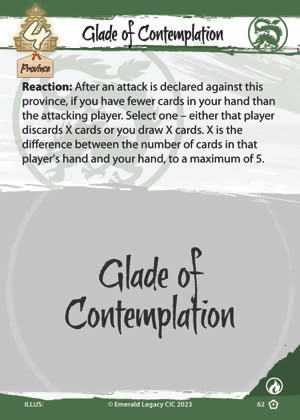 4
Glade of Contemplation
Province
Reaction: After an attack is declared against this
province, if you have fewer cards in your hand than
the attacking player. Select one – either that player
discards X cards or you draw X cards. X is the
difference between the number of cards in that
player's hand and your hand, to a maximum of 5.
Glade of
Contemplation
ILLUS:
© Emerald Legacy CIC 2023
62